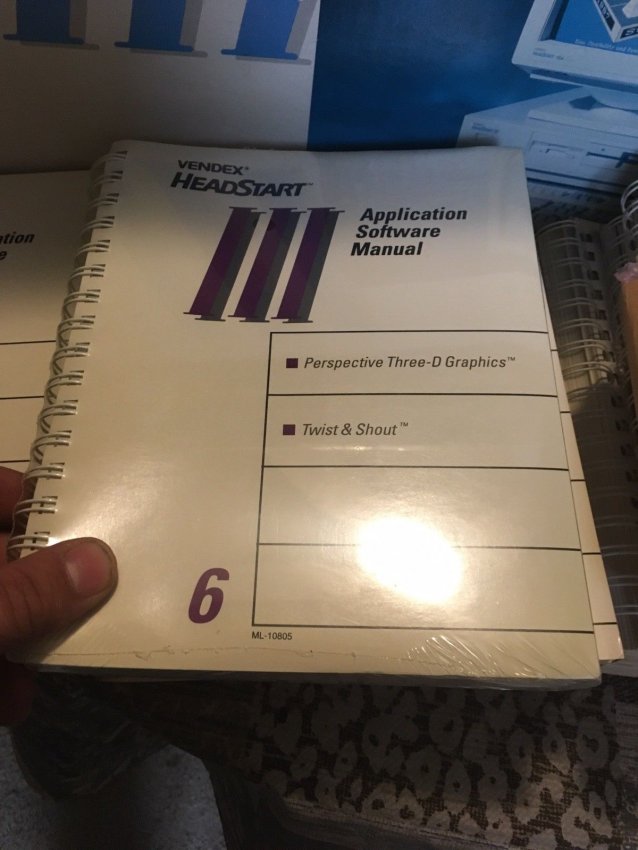 VENDEX®
HEADSTART™
III
Application
Software
Manual
Perspective Three-D Graphics™
Twist & Shout™
6
ML-10805